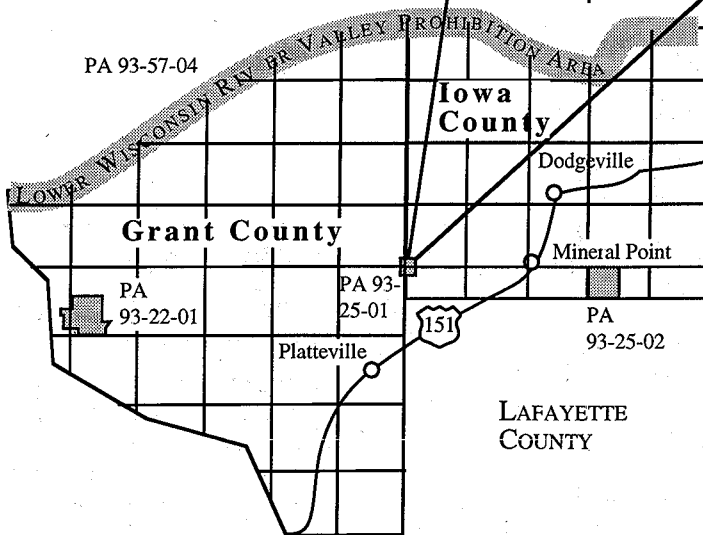 LOWER WISCONSIN RIVER VALLEY PROHIBITION AREA
PA 93-57-04
Iowa
County
Dodgeville
Grant County
Mineral Point
PA
93-22-01
PA 93-
25-01
151
PA
93-25-02
Platteville
LAFAYETTE
COUNTY